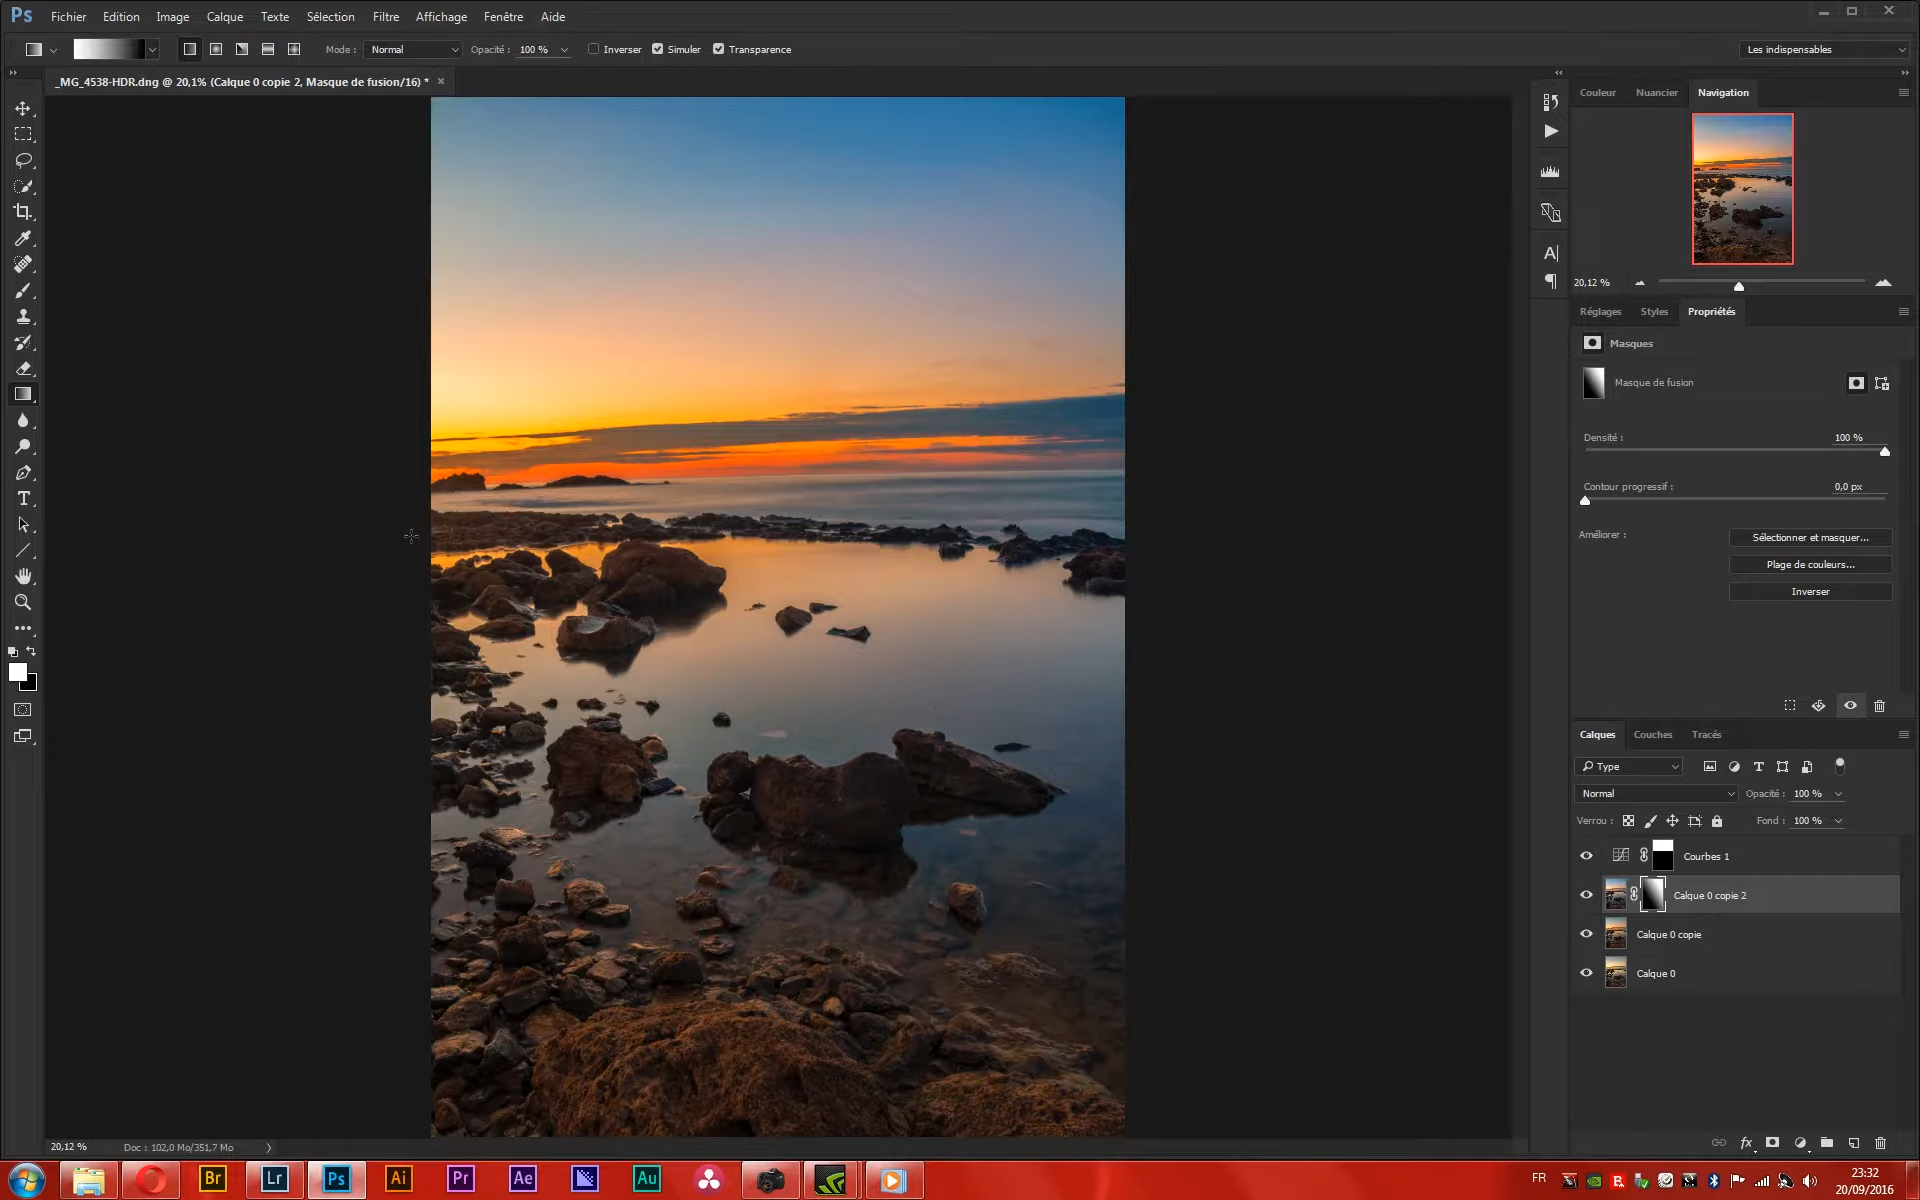 Ps Fichier Edition Image Calque Texte Sélection Filtre Affichage Fenêtre Aide
Mode : Normal Opacité : 100 % Inverser Simuler Transparence Les indispensables
_MG_4538-HDR.dng @ 20,1% (Calque 0 copie 2, Masque de fusion/16) *
Couleur Nuancier Navigation
20,12 %
Réglages Styles Propriétés
Masques
Masque de fusion
Densité : 100 %
Contour progressif : 0,0 px
Améliorer : Sélectionner et masquer...
Plage de couleurs...
Inverser
Calques Couches Tracés
Type
Normal Opacité : 100 %
Verrou : Fond : 100 %
Courbes 1
Calque 0 copie 2
Calque 0 copie
Calque 0
20,12 % Doc : 102,0 Mo/351,7 Mo
fx
Br Lr Ps Ai Pr Ae Au FR 23:32
20/09/2016